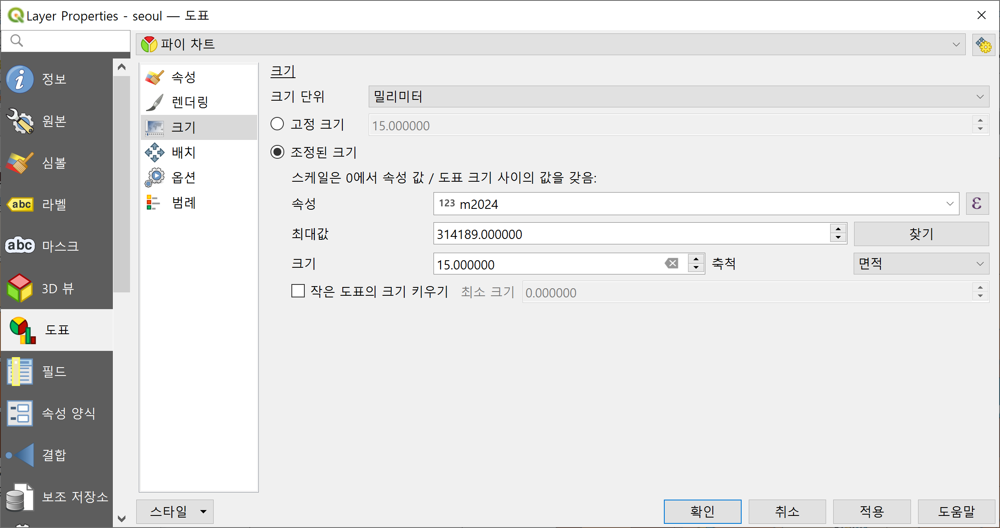 Layer Properties - seoul — 도표
파이 차트
정보
원본
심볼
abc 라벨
abc 마스크
3D 뷰
도표
필드
속성 양식
결합
보조 저장소
속성
렌더링
크기
배치
옵션
범례
크기
크기 단위 밀리미터
고정 크기 15.000000
조정된 크기
스케일은 0에서 속성 값 / 도표 크기 사이의 값을 갖음:
속성 123 m2024 ε
최대값 314189.000000 찾기
크기 15.000000 축척 면적
작은 도표의 크기 키우기 최소 크기 0.000000
스타일 확인 취소 적용 도움말